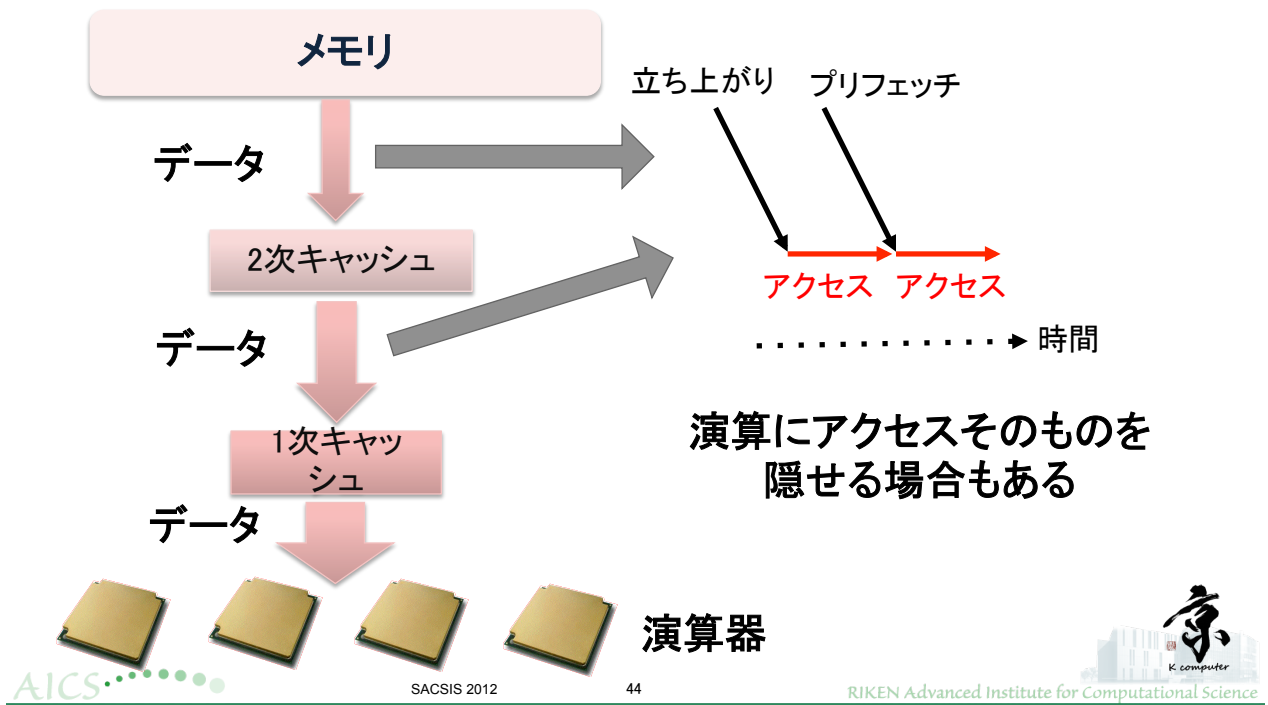 メモリ
データ
2次キャッシュ
データ
1次キャッ
シュ
データ
演算器
立ち上がり
プリフェッチ
アクセス
アクセス
時間
演算にアクセスそのものを
隠せる場合もある
AICS
SACSIS 2012
44
京
K computer
RIKEN Advanced Institute for Computational Science